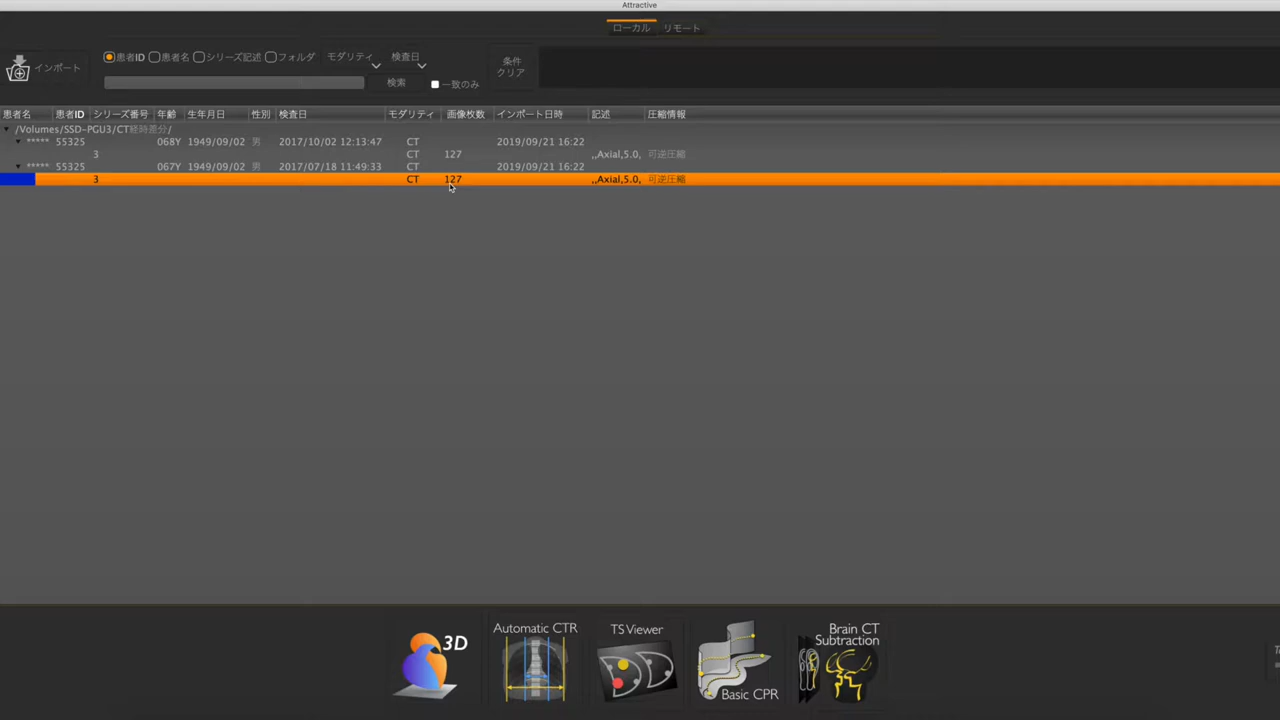 Attractive
ローカル リモート
インポート 患者ID 患者名 シリーズ記述 フォルダ モダリティ 検査日 条件クリア
検索 一致のみ
患者名 患者ID シリーズ番号 年齢 生年月日 性別 検査日 モダリティ 画像枚数 インポート日時 記述 圧縮情報
/Volumes/SSD-PGU3/CT経時差分/
***** 55325 068Y 1949/09/02 男 2017/10/02 12:13:47 CT 2019/09/21 16:22
3 CT 127 ,,Axial,5.0, 可逆圧縮
***** 55325 067Y 1949/09/02 男 2017/07/18 11:49:33 CT 2019/09/21 16:22
3 CT 127 ,,Axial,5.0, 可逆圧縮
3D
Automatic CTR
TS Viewer
Basic CPR
Brain CT
Subtraction